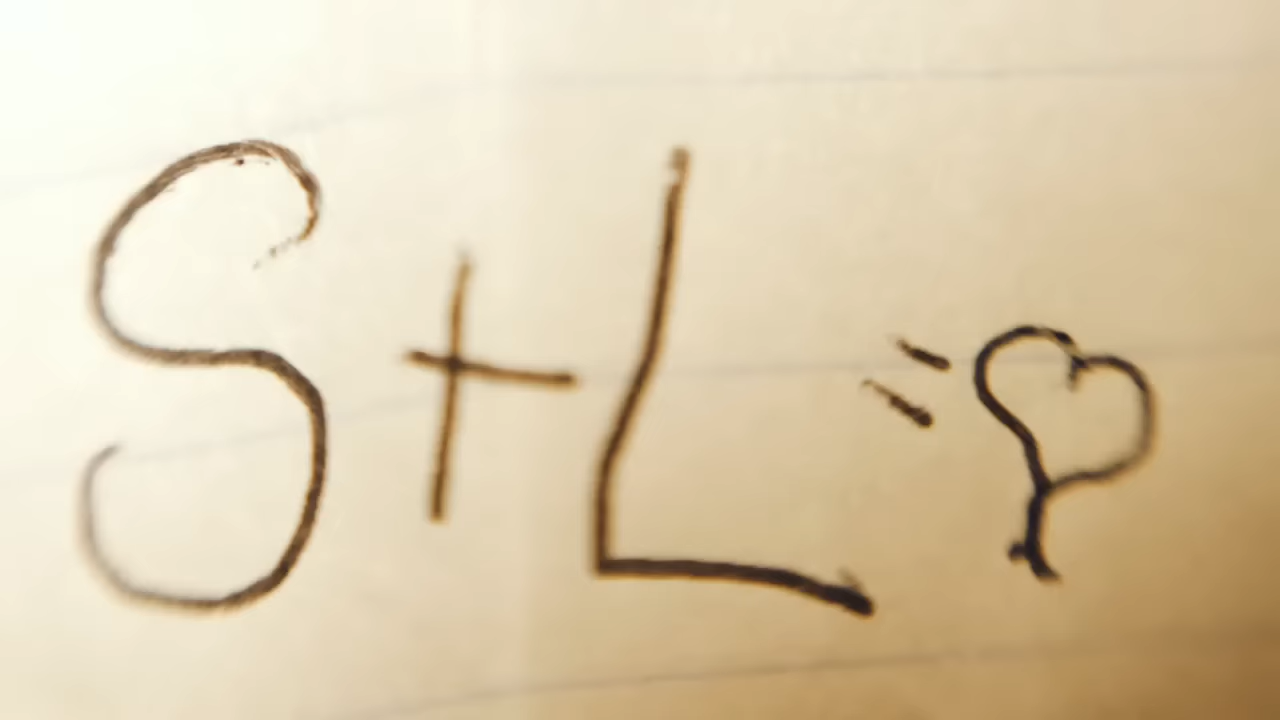 S+L = ♡